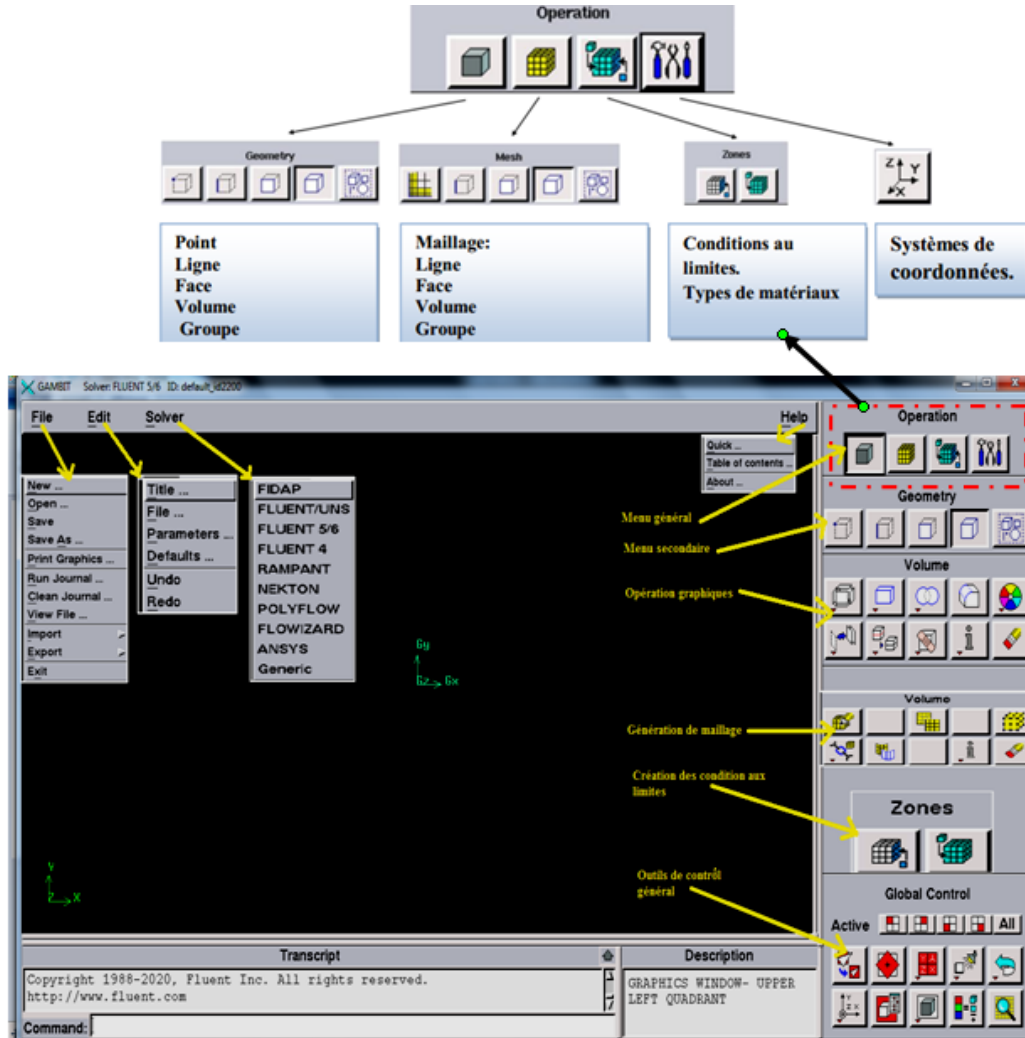 Operation
Geometry
Mesh
Zones
Z
Y
X
Point
Ligne
Face
Volume
Groupe
Maillage:
Ligne
Face
Volume
Groupe
Conditions au
limites.
Types de matériaux
Systèmes de
coordonnées.
GAMBIT Solver: FLUENT 5/6 ID: default_id2200
File Edit Solver Help
New ...
Open ...
Save
Save As ...
Print Graphics ...
Run Journal ...
Clean Journal ...
View File ...
Import
Export
Exit
Title ...
File ...
Parameters ...
Defaults ...
Undo
Redo
FIDAP
FLUENT/UNS
FLUENT 5/6
FLUENT 4
RAMPANT
NEKTON
POLYFLOW
FLOWIZARD
ANSYS
Generic
Quick ...
Table of contents ...
About ...
Menu général
Menu secondaire
Opération graphiques
Génération de maillage
Création des condition aux
limites
Outils de contrôl
général
Gy
Gz Gx
Y
Z X
Operation
Geometry
Volume
Volume
Zones
Global Control
Active All
Transcript
Copyright 1988-2020, Fluent Inc. All rights reserved.
http://www.fluent.com
Command:
Description
GRAPHICS WINDOW- UPPER
LEFT QUADRANT